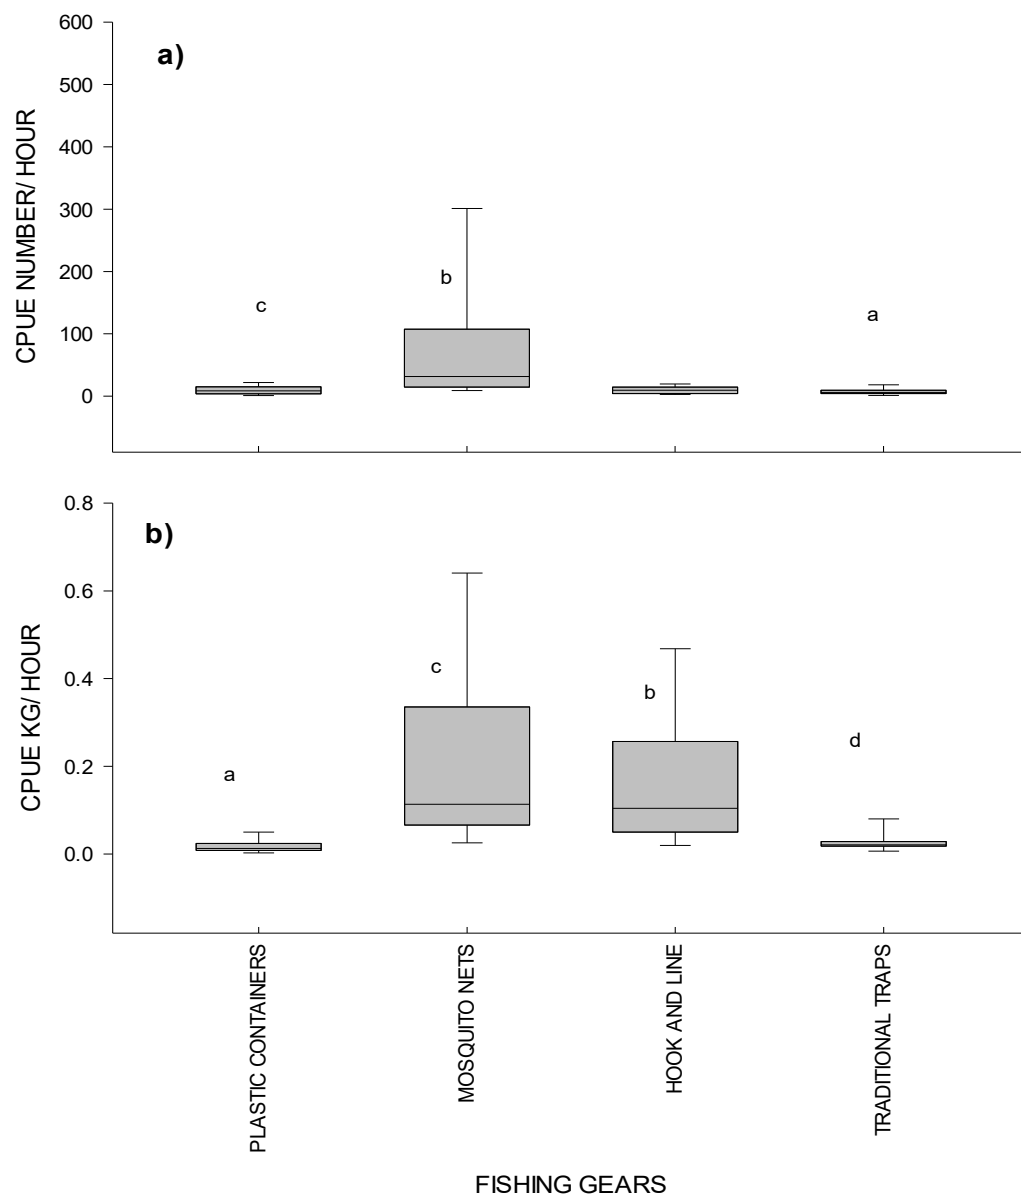 600
a)
500
400
300
200
100
0
CPUE NUMBER/ HOUR
c
b
a
0.8
b)
0.6
0.4
0.2
0.0
CPUE KG/ HOUR
a
c
b
d
PLASTIC CONTAINERS
MOSQUITO NETS
HOOK AND LINE
TRADITIONAL TRAPS
FISHING GEARS